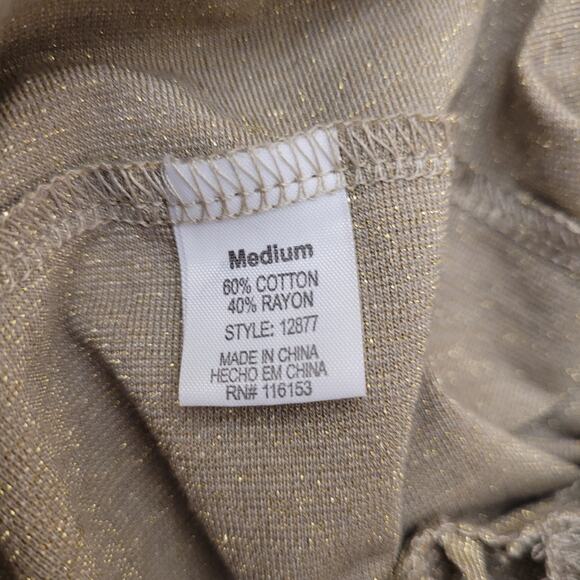 Medium
60% COTTON
40% RAYON
STYLE: 12877
MADE IN CHINA
HECHO EM CHINA
RN# 116153